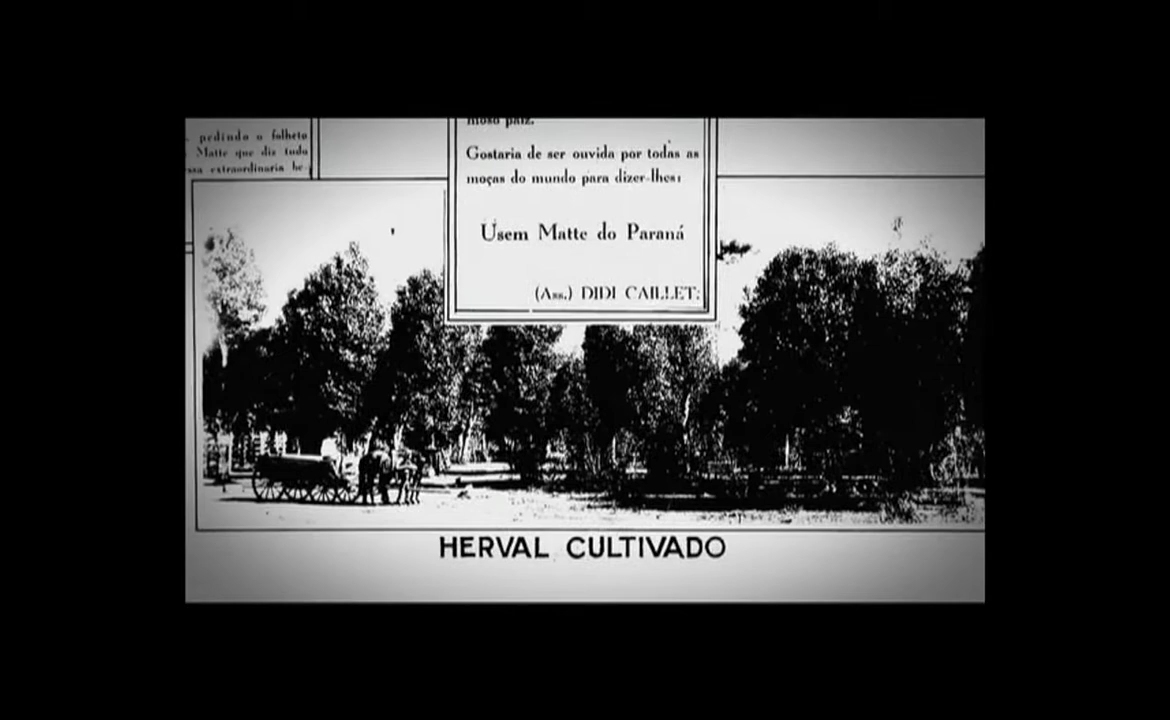 pedindo o folheto
Matte que diz tudo
extraordinaria he-
moso paiz.
Gostaria de ser ouvida por todas as
moças do mundo para dizer-lhes:
Usem Matte do Paraná
(Ass.) DIDI CAILLET:
HERVAL CULTIVADO